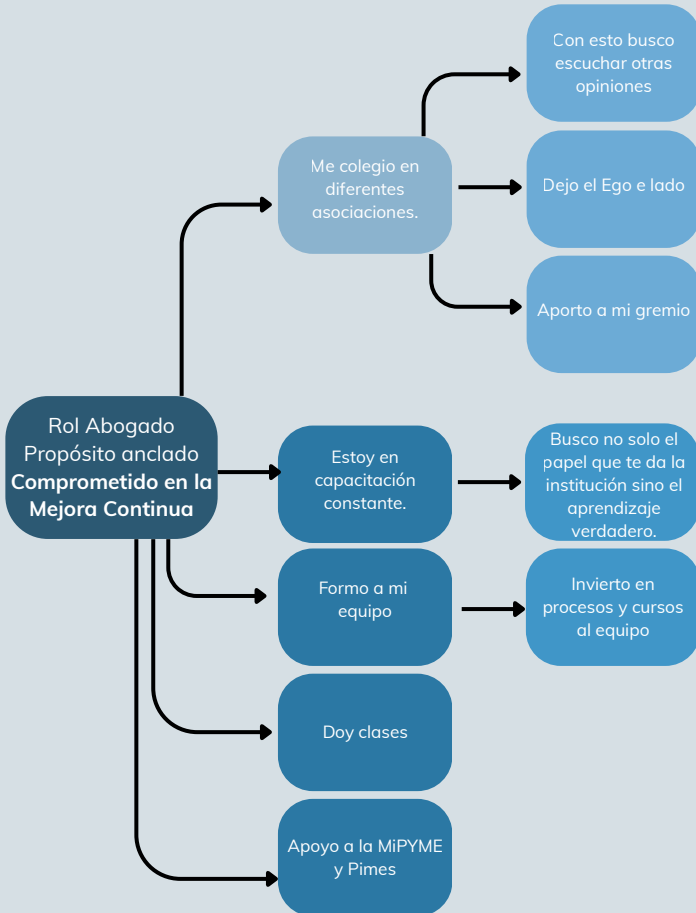 Rol Abogado
Propósito anclado
Comprometido en la
Mejora Continua
Me colegio en
diferentes
asociaciones.
Con esto busco
escuchar otras
opiniones
Dejo el Ego e lado
Aporto a mi gremio
Estoy en
capacitación
constante.
Busco no solo el
papel que te da la
institución sino el
aprendizaje
verdadero.
Formo a mi
equipo
Invierto en
procesos y cursos
al equipo
Doy clases
Apoyo a la MiPYME
y Pimes